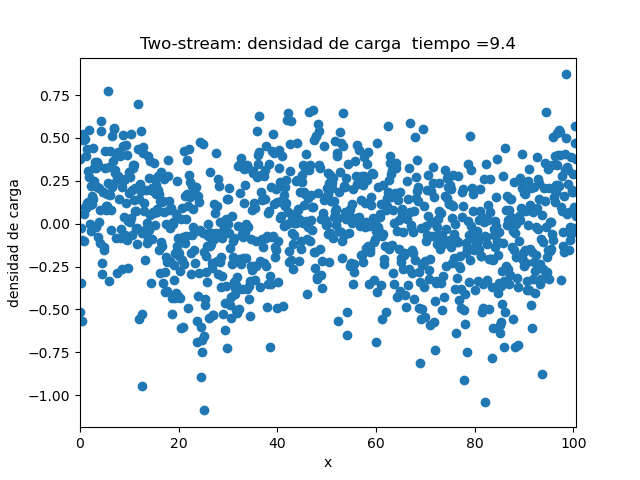 Two-stream: densidad de carga  tiempo =9.4
densidad de carga
0.75
0.50
0.25
0.00
−0.25
−0.50
−0.75
−1.00
0 20 40 60 80 100
x